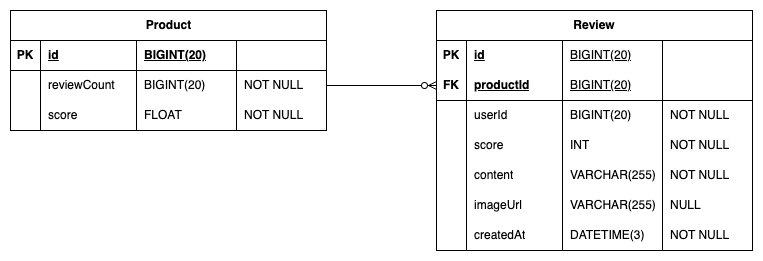 Product
PK id BIGINT(20)
reviewCount BIGINT(20) NOT NULL
score FLOAT NOT NULL
Review
PK id BIGINT(20)
FK productId BIGINT(20)
userId BIGINT(20) NOT NULL
score INT NOT NULL
content VARCHAR(255) NOT NULL
imageUrl VARCHAR(255) NULL
createdAt DATETIME(3) NOT NULL